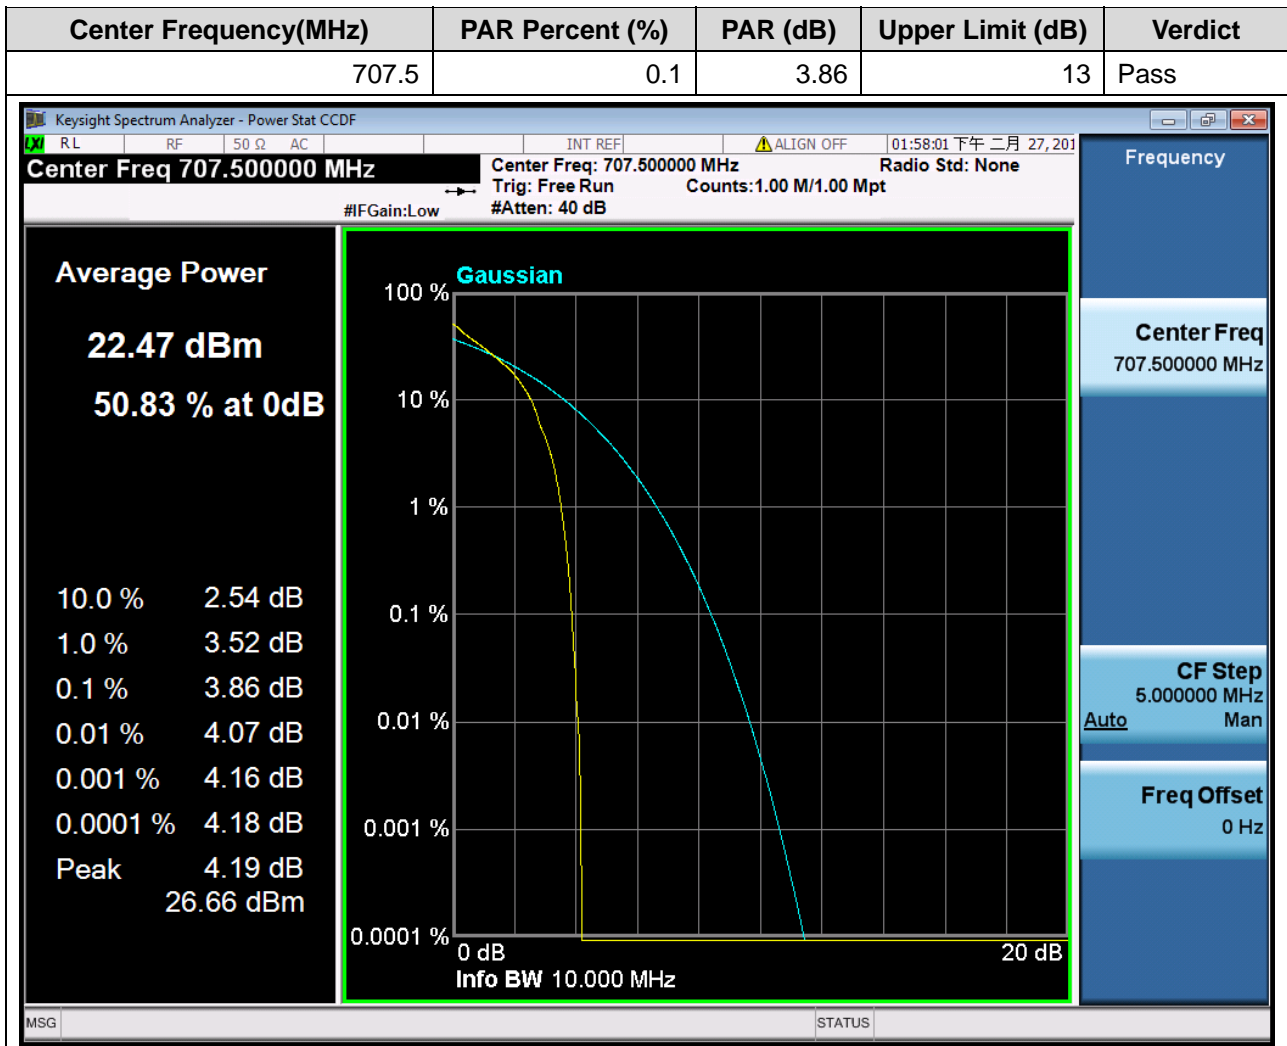 Center Frequency(MHz) PAR Percent (%) PAR (dB) Upper Limit (dB) Verdict
707.5 0.1 3.86 13 Pass
Keysight Spectrum Analyzer - Power Stat CCDF
LXI RL RF 50 Ω AC INT REF ALIGN OFF 01:58:01 下午 二月 27, 201
Center Freq 707.500000 MHz
Center Freq: 707.500000 MHz Radio Std: None
Trig: Free Run Counts:1.00 M/1.00 Mpt
#IFGain:Low #Atten: 40 dB
Frequency
Average Power
22.47 dBm
50.83 % at 0dB
10.0 % 2.54 dB
1.0 % 3.52 dB
0.1 % 3.86 dB
0.01 % 4.07 dB
0.001 % 4.16 dB
0.0001 % 4.18 dB
Peak 4.19 dB
26.66 dBm
Gaussian
100 %
10 %
1 %
0.1 %
0.01 %
0.001 %
0.0001 %
0 dB 20 dB
Info BW 10.000 MHz
Center Freq
707.500000 MHz
CF Step
5.000000 MHz
Auto Man
Freq Offset
0 Hz
MSG STATUS